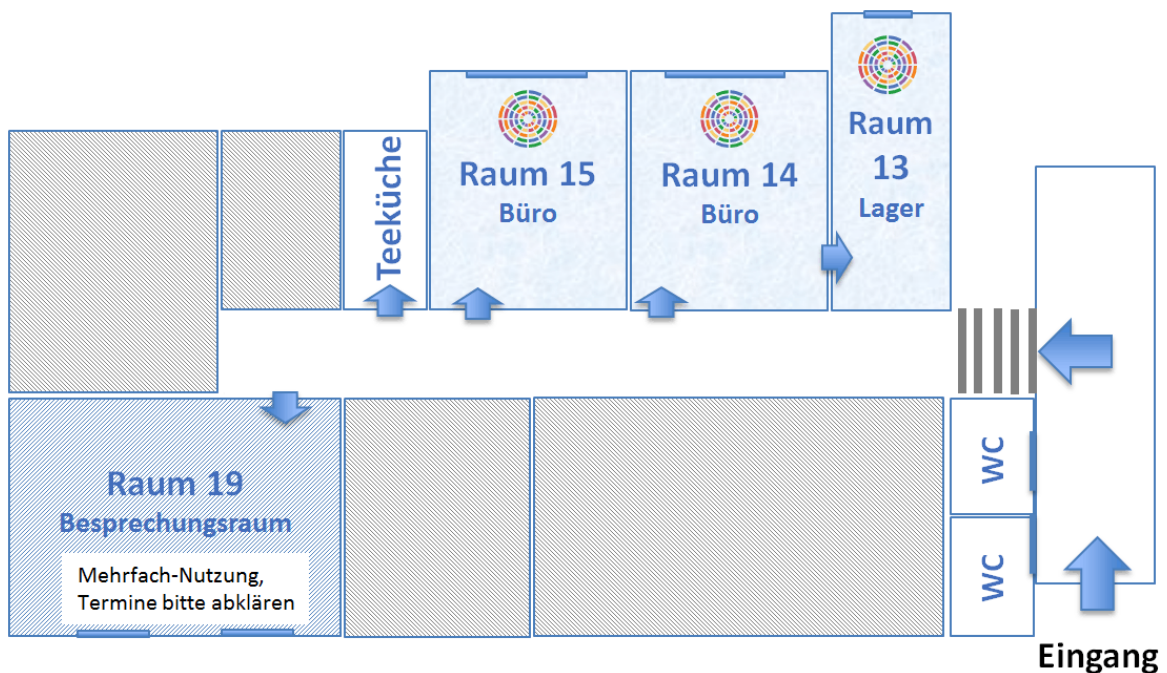 Teeküche
Raum 15
Büro
Raum 14
Büro
Raum
13
Lager
Raum 19
Besprechungsraum
Mehrfach-Nutzung,
Termine bitte abklären
WC
WC
Eingang